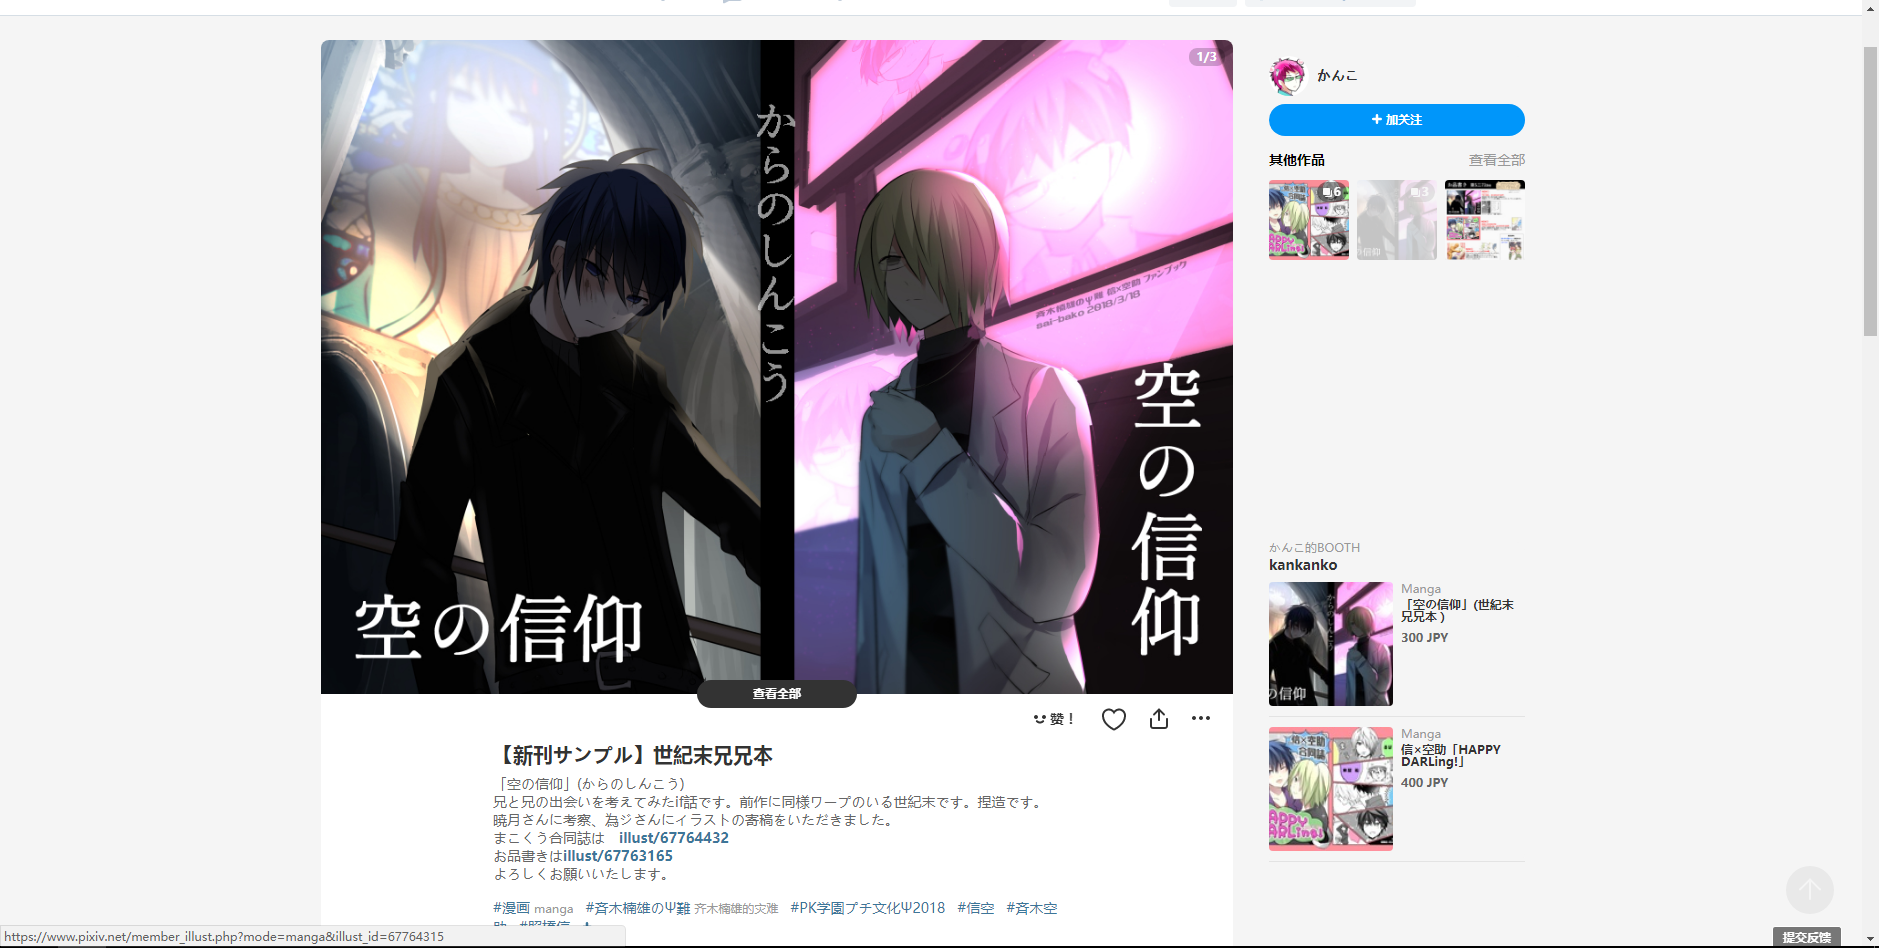 1/3
からのしんこう
斉木楠雄のΨ難 信×空助 ファンブック
sai-bako 2018/3/18
空の信仰
空の信仰
查看全部
赞！
【新刊サンプル】世紀末兄兄本
「空の信仰」(からのしんこう)
兄と兄の出会いを考えてみたif話です。前作に同様ワープのいる世紀末です。捏造です。
暁月さんに考察、為ジさんにイラストの寄稿をいただきました。
まこくう合同誌は　illust/67764432
お品書きはillust/67763165
よろしくお願いいたします。
#漫画 manga #斉木楠雄のΨ難 齐木楠雄的灾难 #PK学園プチ文化Ψ2018 #信空 #斉木空
助 #照橋信 +
https://www.pixiv.net/member_illust.php?mode=manga&illust_id=67764315
かんこ
+ 加关注
其他作品 查看全部
6
3
かんこ的BOOTH
kankanko
Manga
「空の信仰」(世紀末
兄兄本 )
300 JPY
信×空助
合同誌
Manga
信×空助「HAPPY
DARLing!」
400 JPY
提交反馈